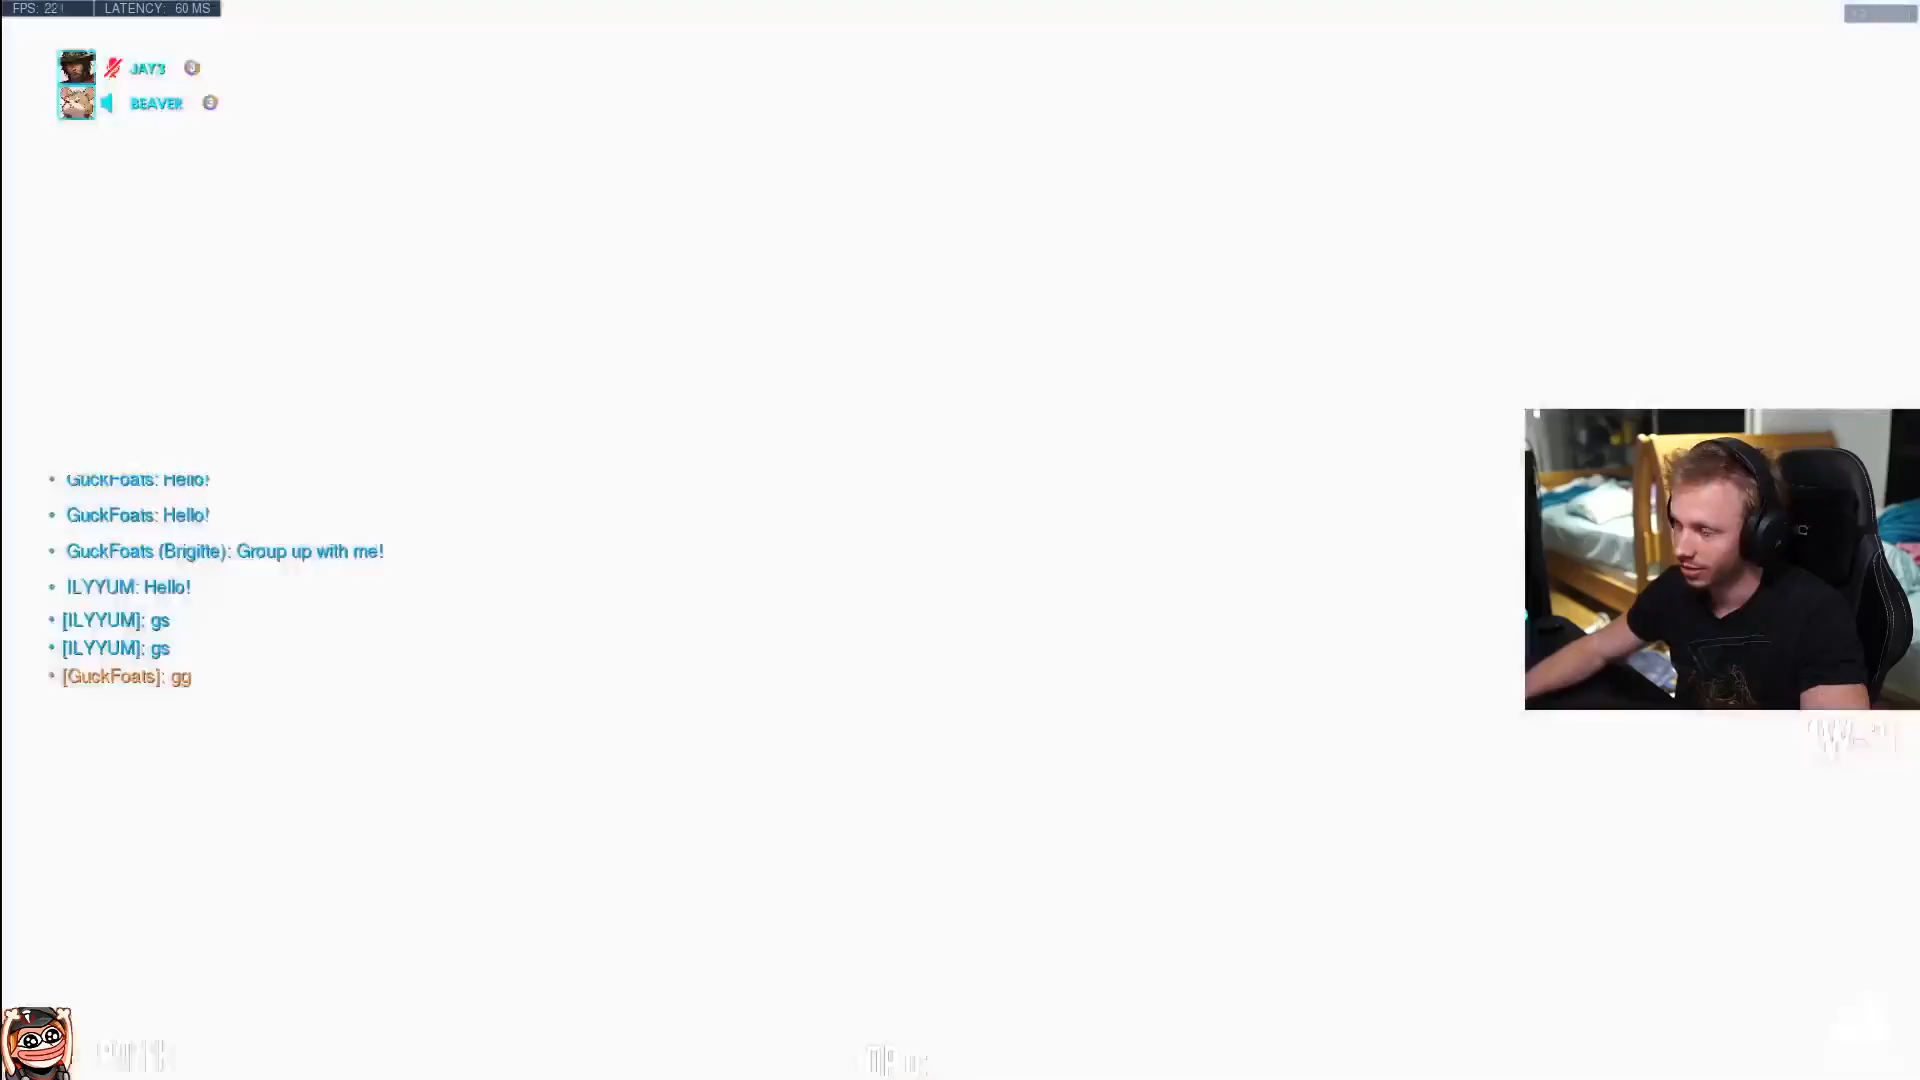 FPS: 22
LATENCY: 60 MS
JAY3
BEAVER
GuckFoats: Hello!
GuckFoats: Hello!
GuckFoats (Brigitte): Group up with me!
ILYYUM: Hello!
[ILYYUM]: gs
[ILYYUM]: gs
[GuckFoats]: gg